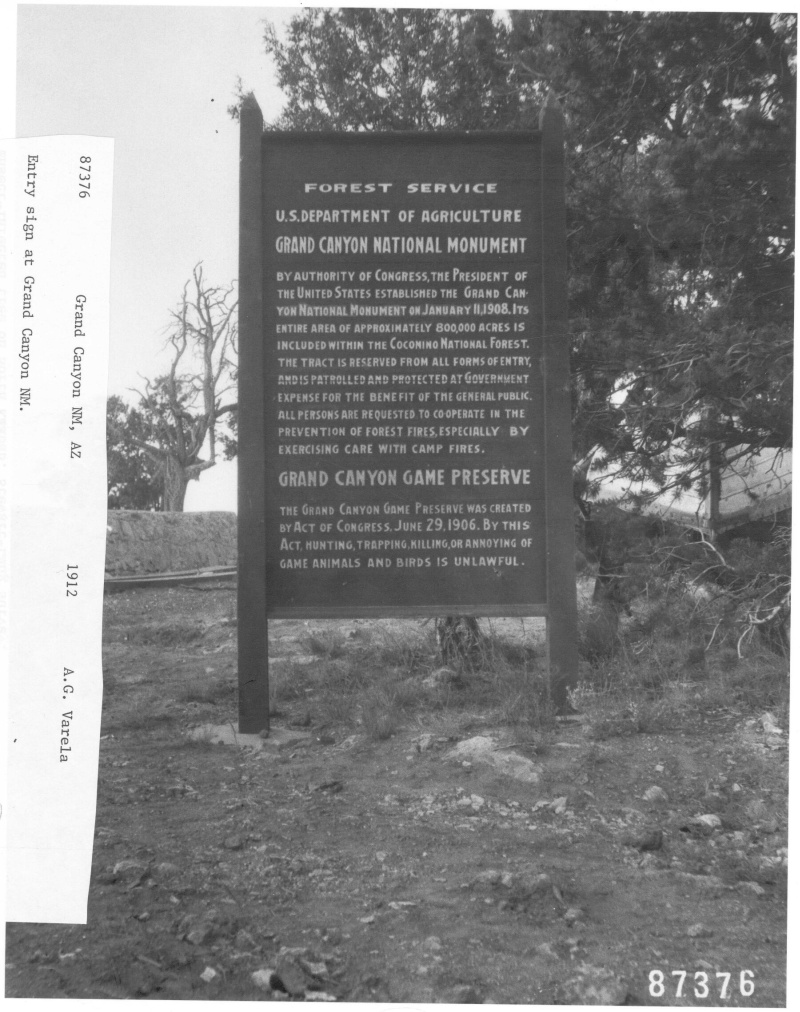 FOREST SERVICE
U.S. DEPARTMENT OF AGRICULTURE
GRAND CANYON NATIONAL MONUMENT
BY AUTHORITY OF CONGRESS, THE PRESIDENT OF
THE UNITED STATES ESTABLISHED THE GRAND CAN-
YON NATIONAL MONUMENT ON JANUARY 11, 1908. ITS
ENTIRE AREA OF APPROXIMATELY 800,000 ACRES IS
INCLUDED WITHIN THE COCONINO NATIONAL FOREST.
THE TRACT IS RESERVED FROM ALL FORMS OF ENTRY,
AND IS PATROLLED AND PROTECTED AT GOVERNMENT
EXPENSE FOR THE BENEFIT OF THE GENERAL PUBLIC.
ALL PERSONS ARE REQUESTED TO CO-OPERATE IN THE
PREVENTION OF FOREST FIRES, ESPECIALLY BY
EXERCISING CARE WITH CAMP FIRES.
GRAND CANYON GAME PRESERVE
THE GRAND CANYON GAME PRESERVE WAS CREATED
BY ACT OF CONGRESS, JUNE 29, 1906. BY THIS
ACT, HUNTING, TRAPPING, KILLING, OR ANNOYING OF
GAME ANIMALS AND BIRDS IS UNLAWFUL.
87376 Grand Canyon NM, AZ 1912 A.G. Varela
Entry sign at Grand Canyon NM.
87376